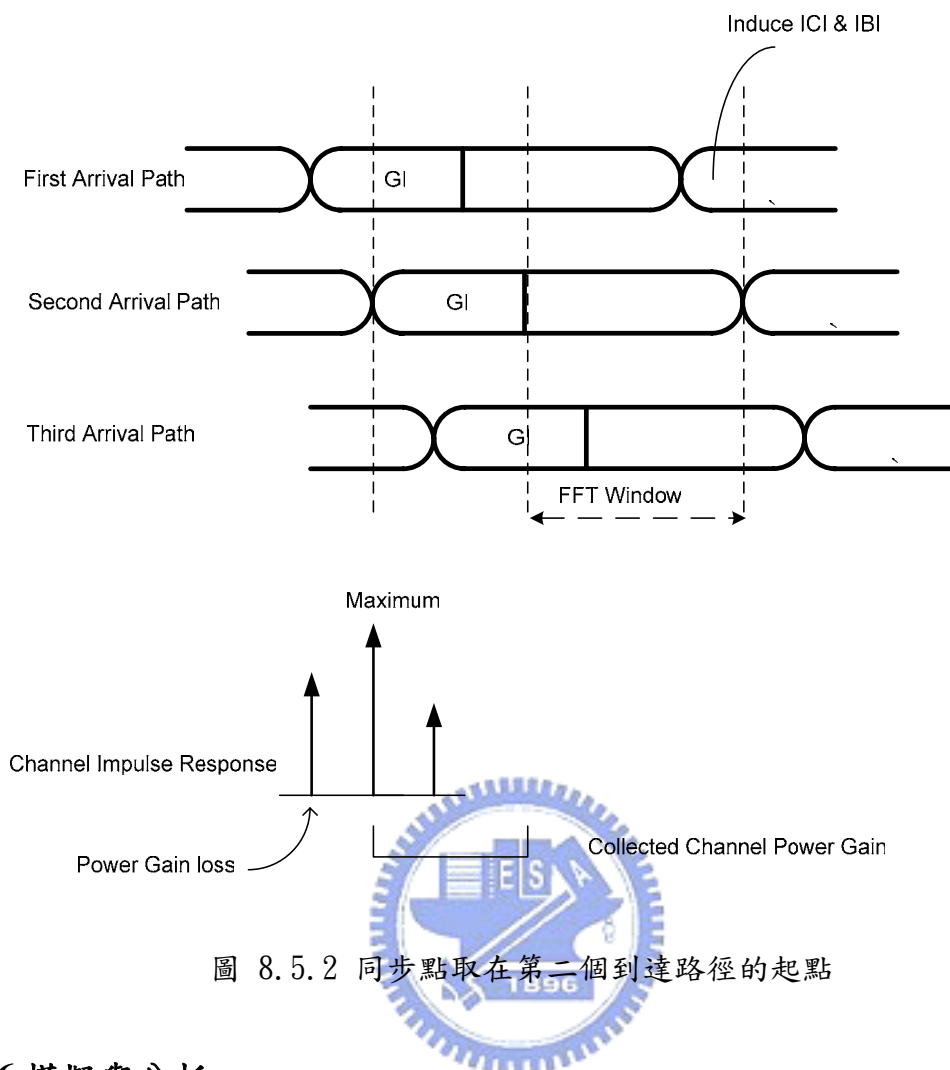 Induce ICI & IBI
First Arrival Path
GI
Second Arrival Path
GI
Third Arrival Path
G
FFT Window
Maximum
Channel Impulse Response
Power Gain loss
Collected Channel Power Gain
E S A
1896
圖 8.5.2 同步點取在第二個到達路徑的起點